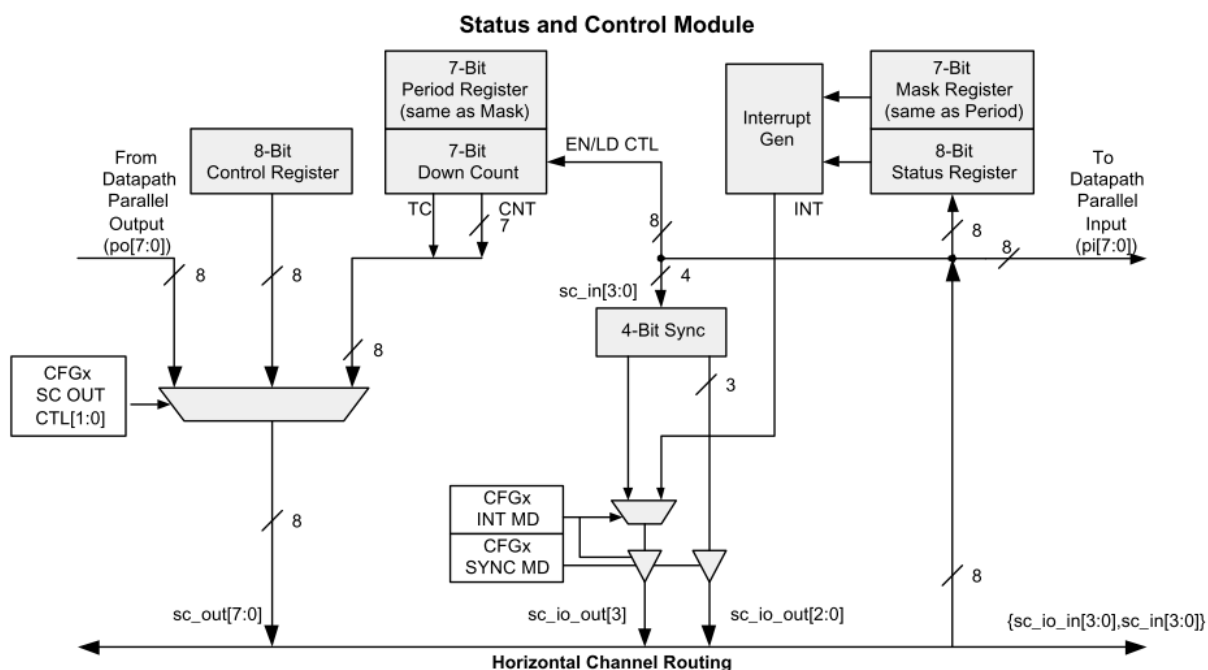 Status and Control Module
7-Bit
Period Register
(same as Mask)
7-Bit
Down Count
8-Bit
Control Register
From
Datapath
Parallel
Output
(po[7:0])
EN/LD CTL
Interrupt
Gen
7-Bit
Mask Register
(same as Period)
8-Bit
Status Register
To
Datapath
Parallel
Input
(pi[7:0])
TC
CNT
7
INT
8
8
8
8
8
4
sc_in[3:0]
4-Bit Sync
8
3
CFGx
SC OUT
CTL[1:0]
CFGx
INT MD
CFGx
SYNC MD
8
8
sc_out[7:0]
sc_io_out[3]
sc_io_out[2:0]
{sc_io_in[3:0],sc_in[3:0]}
Horizontal Channel Routing